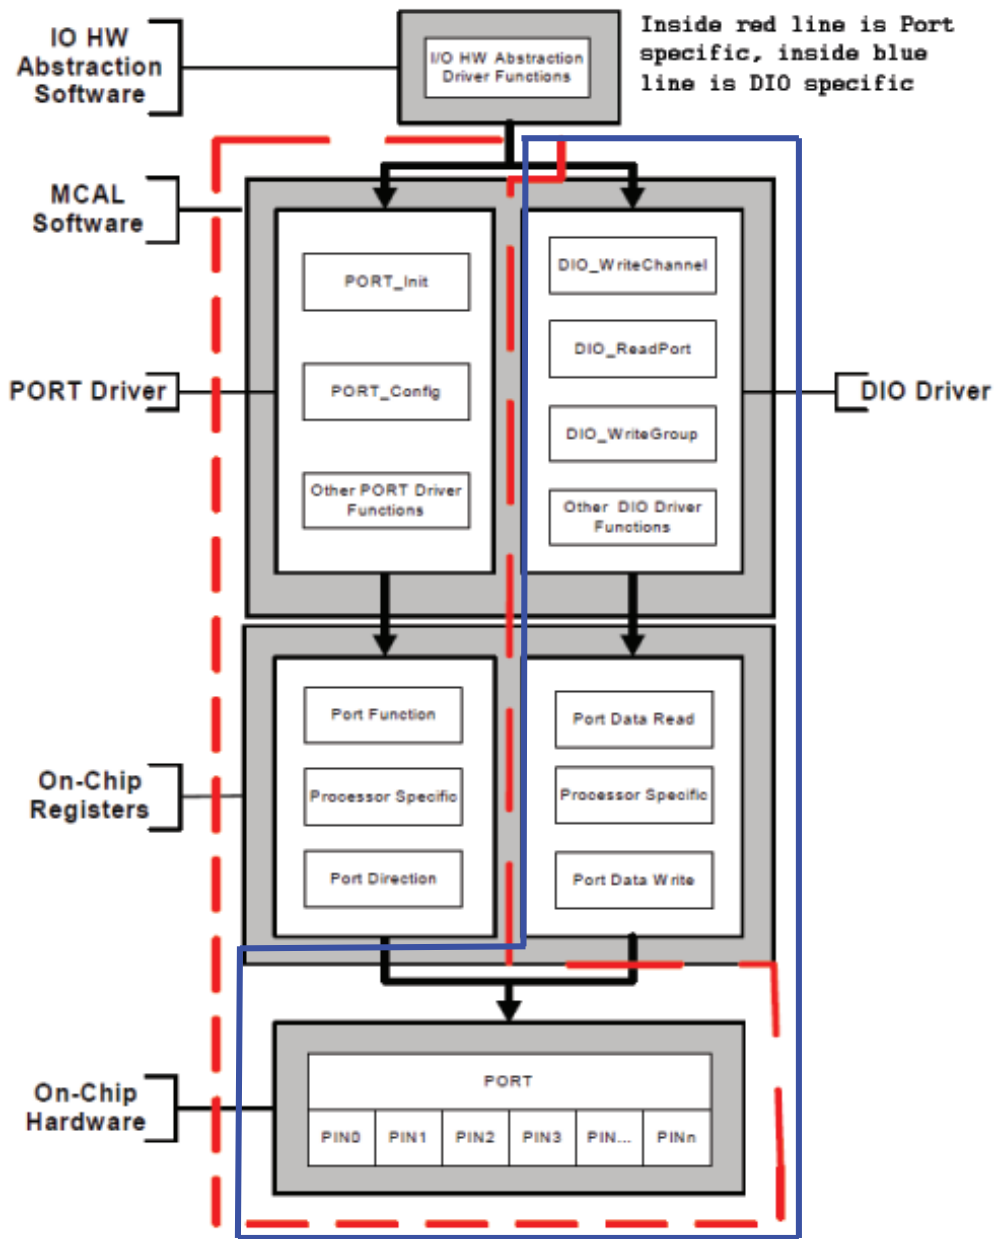 IO HW
Abstraction
Software
I/O HW Abstraction
Driver Functions
Inside red line is Port
specific, inside blue
line is DIO specific
MCAL
Software
PORT_Init
DIO_WriteChannel
DIO_ReadPort
PORT Driver
PORT_Config
DIO Driver
DIO_WriteGroup
Other PORT Driver
Functions
Other DIO Driver
Functions
Port Function
Port Data Read
On-Chip
Registers
Processor Specific
Processor Specific
Port Direction
Port Data Write
On-Chip
Hardware
PORT
PIN0 PIN1 PIN2 PIN3 PIN... PINn